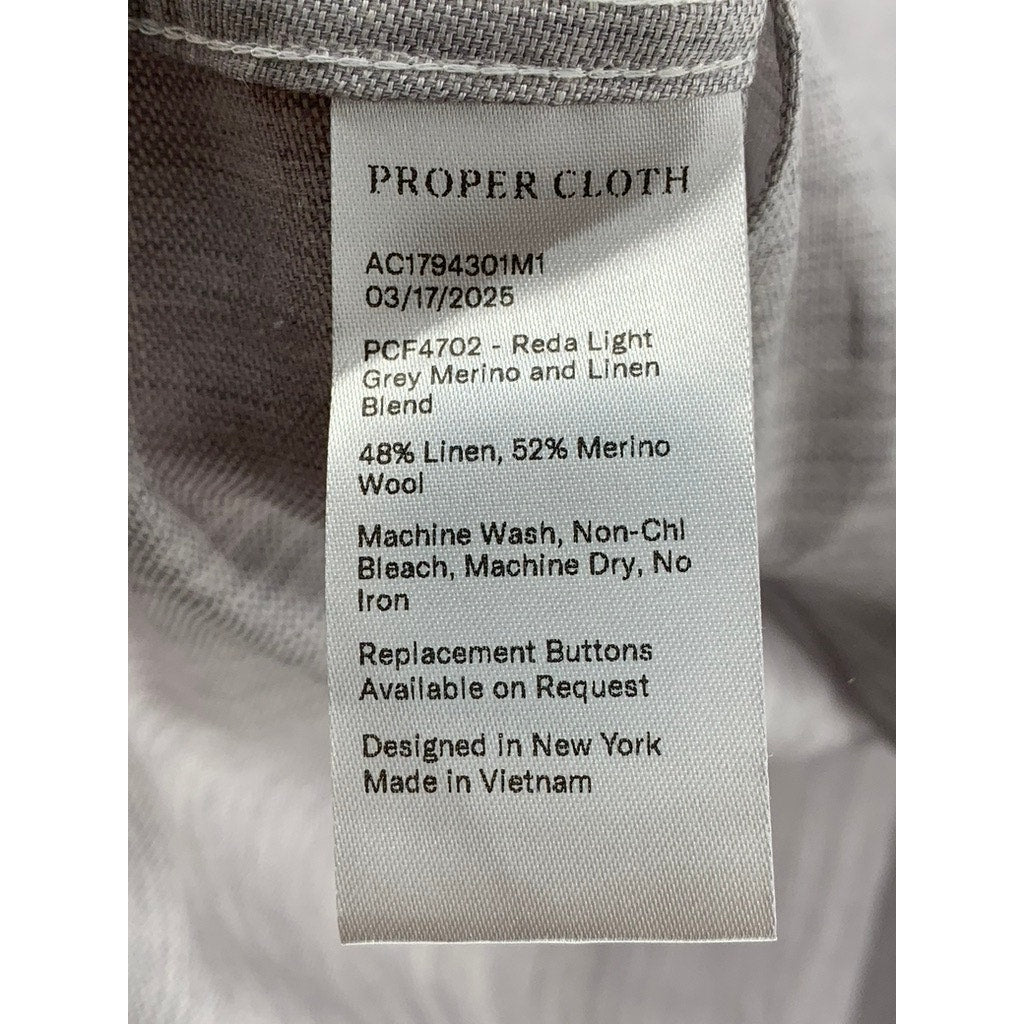 PROPER CLOTH
AC1794301M1
03/17/2025
PCF4702 - Reda Light
Grey Merino and Linen
Blend
48% Linen, 52% Merino
Wool
Machine Wash, Non-Chl
Bleach, Machine Dry, No
Iron
Replacement Buttons
Available on Request
Designed in New York
Made in Vietnam